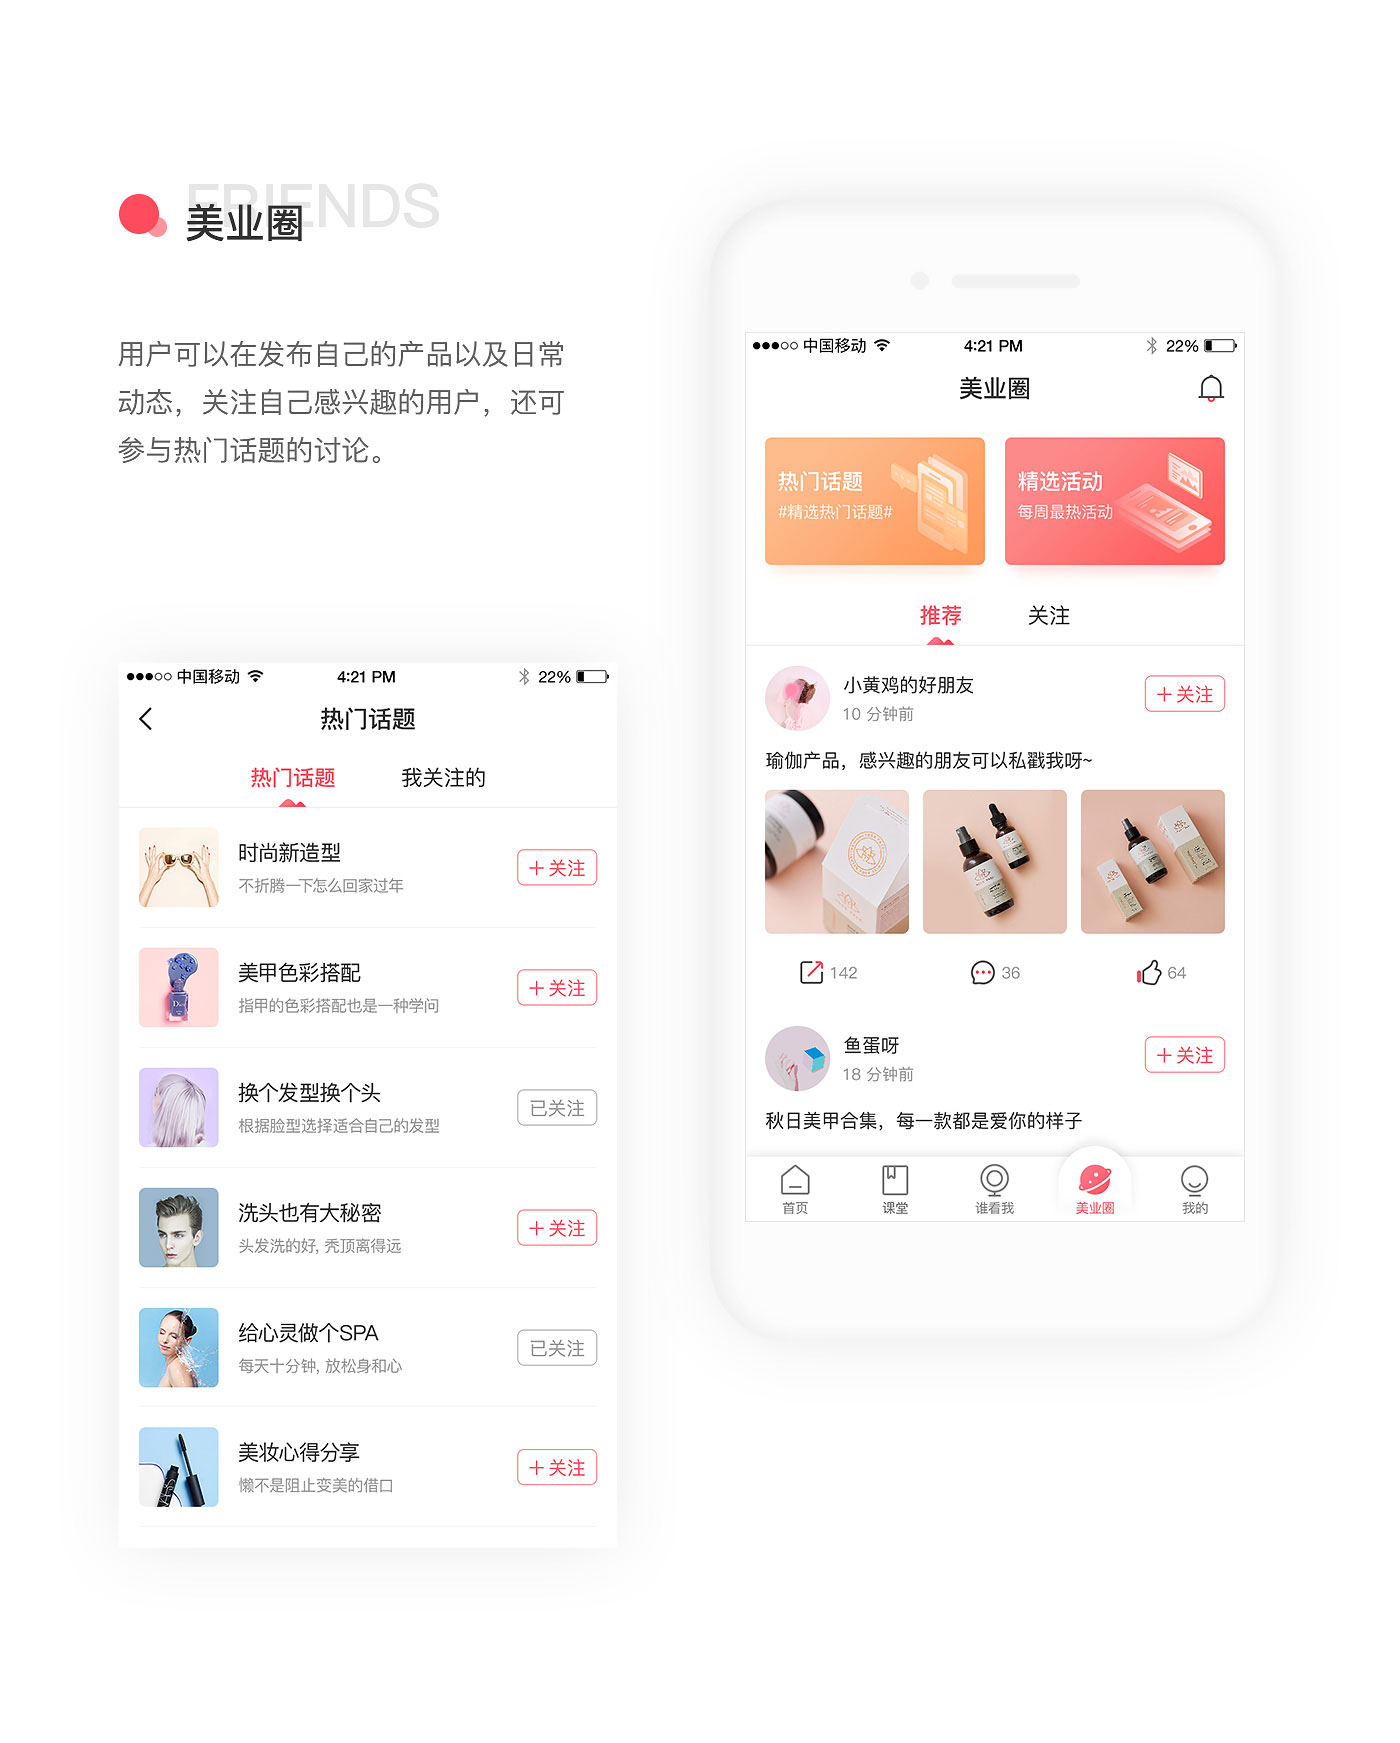 FRIENDS
美业圈
用户可以在发布自己的产品以及日常
动态，关注自己感兴趣的用户，还可
参与热门话题的讨论。
中国移动 4:21 PM 22%
热门话题
热门话题 我关注的
时尚新造型
不折腾一下怎么回家过年
+关注
美甲色彩搭配
指甲的色彩搭配也是一种学问
+关注
换个发型换个头
根据脸型选择适合自己的发型
已关注
洗头也有大秘密
头发洗的好, 秃顶离得远
+关注
给心灵做个SPA
每天十分钟, 放松身和心
已关注
美妆心得分享
懒不是阻止变美的借口
+关注
中国移动 4:21 PM 22%
美业圈
热门话题
#精选热门话题#
精选活动
每周最热活动
推荐 关注
小黄鸡的好朋友
10 分钟前
+关注
瑜伽产品，感兴趣的朋友可以私戳我呀~
142 36 64
鱼蛋呀
18 分钟前
+关注
秋日美甲合集，每一款都是爱你的样子
首页 课堂 谁看我 美业圈 我的